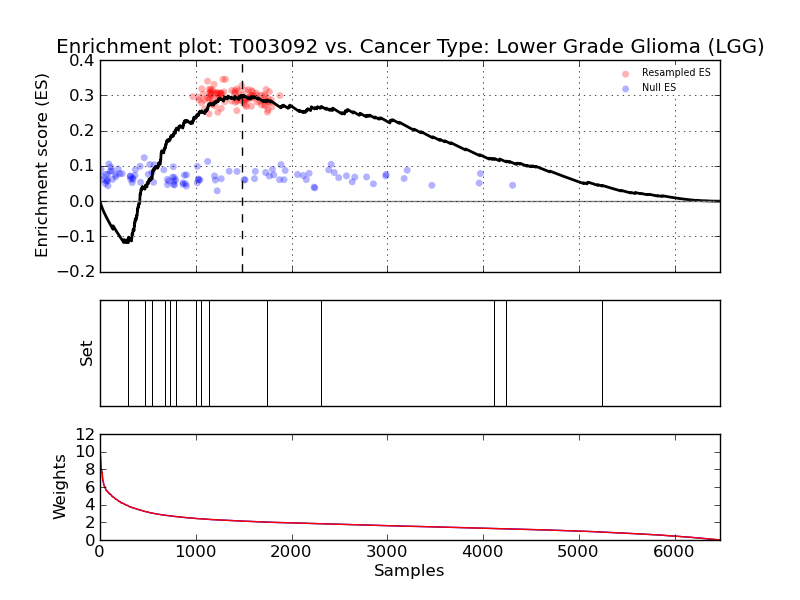 Enrichment plot: T003092 vs. Cancer Type: Lower Grade Glioma (LGG)
0.4
0.3
0.2
0.1
0.0
−0.1
−0.2
Enrichment score (ES)
Resampled ES
Null ES
Set
12
10
8
6
4
2
0
Weights
0 1000 2000 3000 4000 5000 6000
Samples